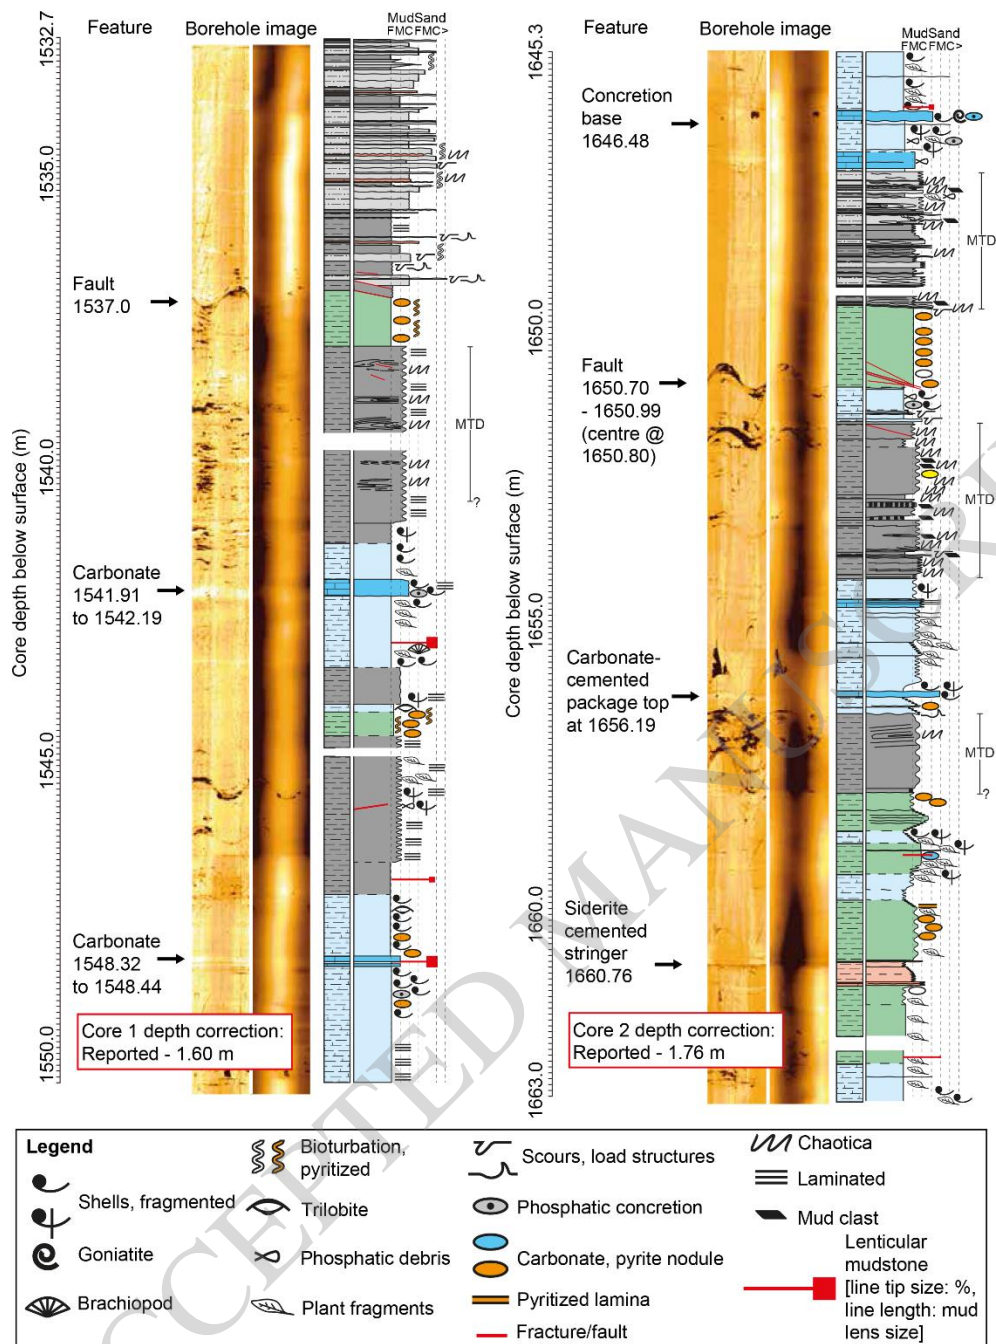 Feature
Borehole image
MudSand
FMCFMC>
1532.7
1535.0
1540.0
1545.0
1550.0
Core depth below surface (m)
Fault
1537.0
Carbonate
1541.91
to 1542.19
Carbonate
1548.32
to 1548.44
MTD
?
Core 1 depth correction:
Reported - 1.60 m
Feature
Borehole image
MudSand
FMCFMC>
1645.3
1650.0
1655.0
1660.0
1663.0
Core depth below surface (m)
Concretion
base
1646.48
Fault
1650.70
- 1650.99
(centre @
1650.80)
Carbonate-
cemented
package top
at 1656.19
Siderite
cemented
stringer
1660.76
MTD
MTD
MTD
?
Core 2 depth correction:
Reported - 1.76 m
CCEPTED MANUSCRI
Legend
Shells, fragmented
Goniatite
Brachiopod
Bioturbation,
pyritized
Trilobite
Phosphatic debris
Plant fragments
Scours, load structures
Phosphatic concretion
Carbonate, pyrite nodule
Pyritized lamina
Fracture/fault
Chaotica
Laminated
Mud clast
Lenticular
mudstone
[line tip size: %,
line length: mud
lens size]